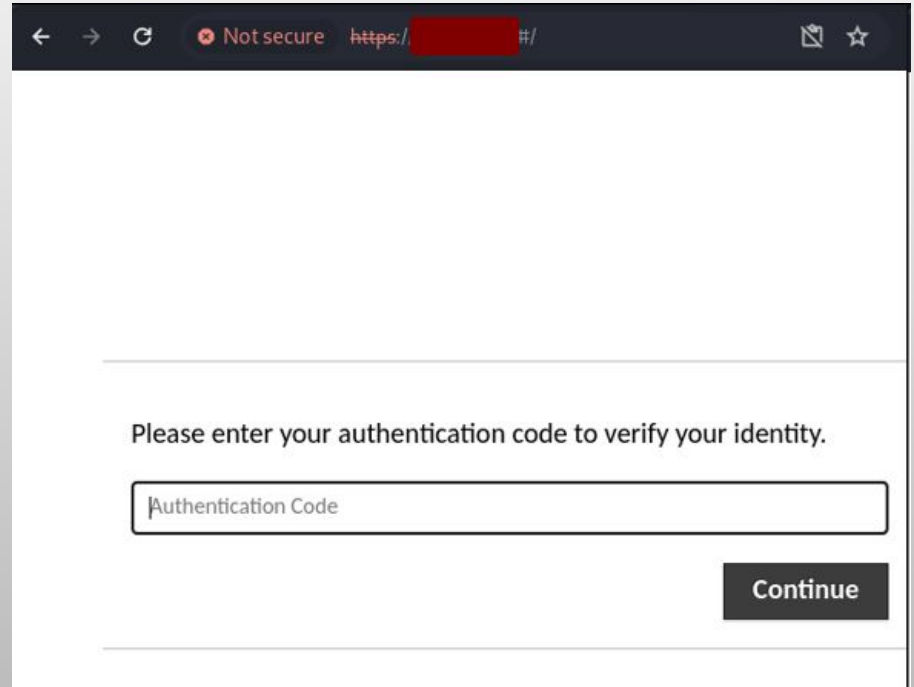 Not secure https:/ #/
Please enter your authentication code to verify your identity.
Authentication Code
Continue